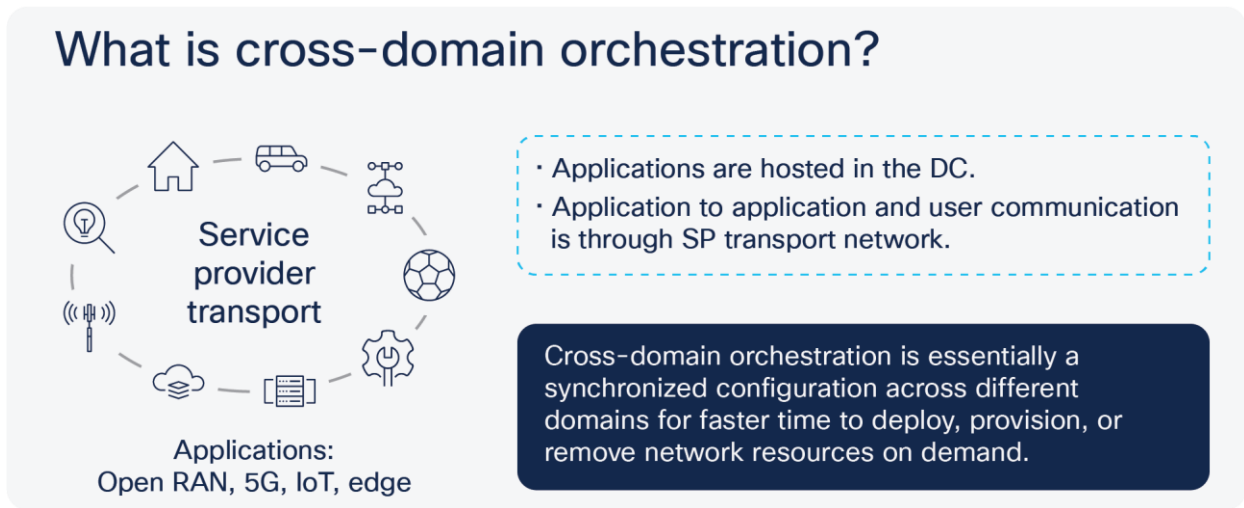 What is cross-domain orchestration?
Service
provider
transport
Applications:
Open RAN, 5G, IoT, edge
· Applications are hosted in the DC.
· Application to application and user communication
is through SP transport network.
Cross-domain orchestration is essentially a
synchronized configuration across different
domains for faster time to deploy, provision, or
remove network resources on demand.